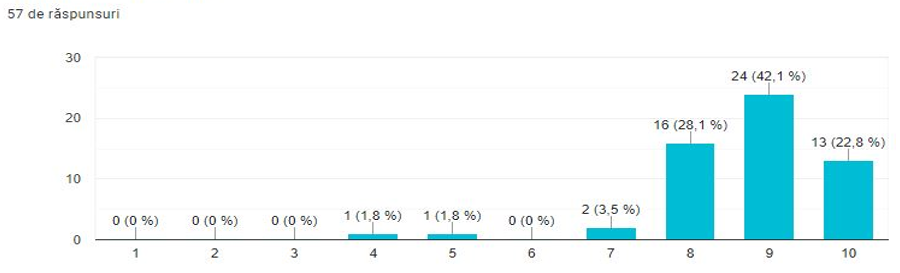 57 de răspunsuri
30
24 (42,1 %)
20
16 (28,1 %)
13 (22,8 %)
10
0 (0 %) 0 (0 %) 0 (0 %) 1 (1,8 %) 1 (1,8 %) 0 (0 %) 2 (3,5 %)
0
1 2 3 4 5 6 7 8 9 10